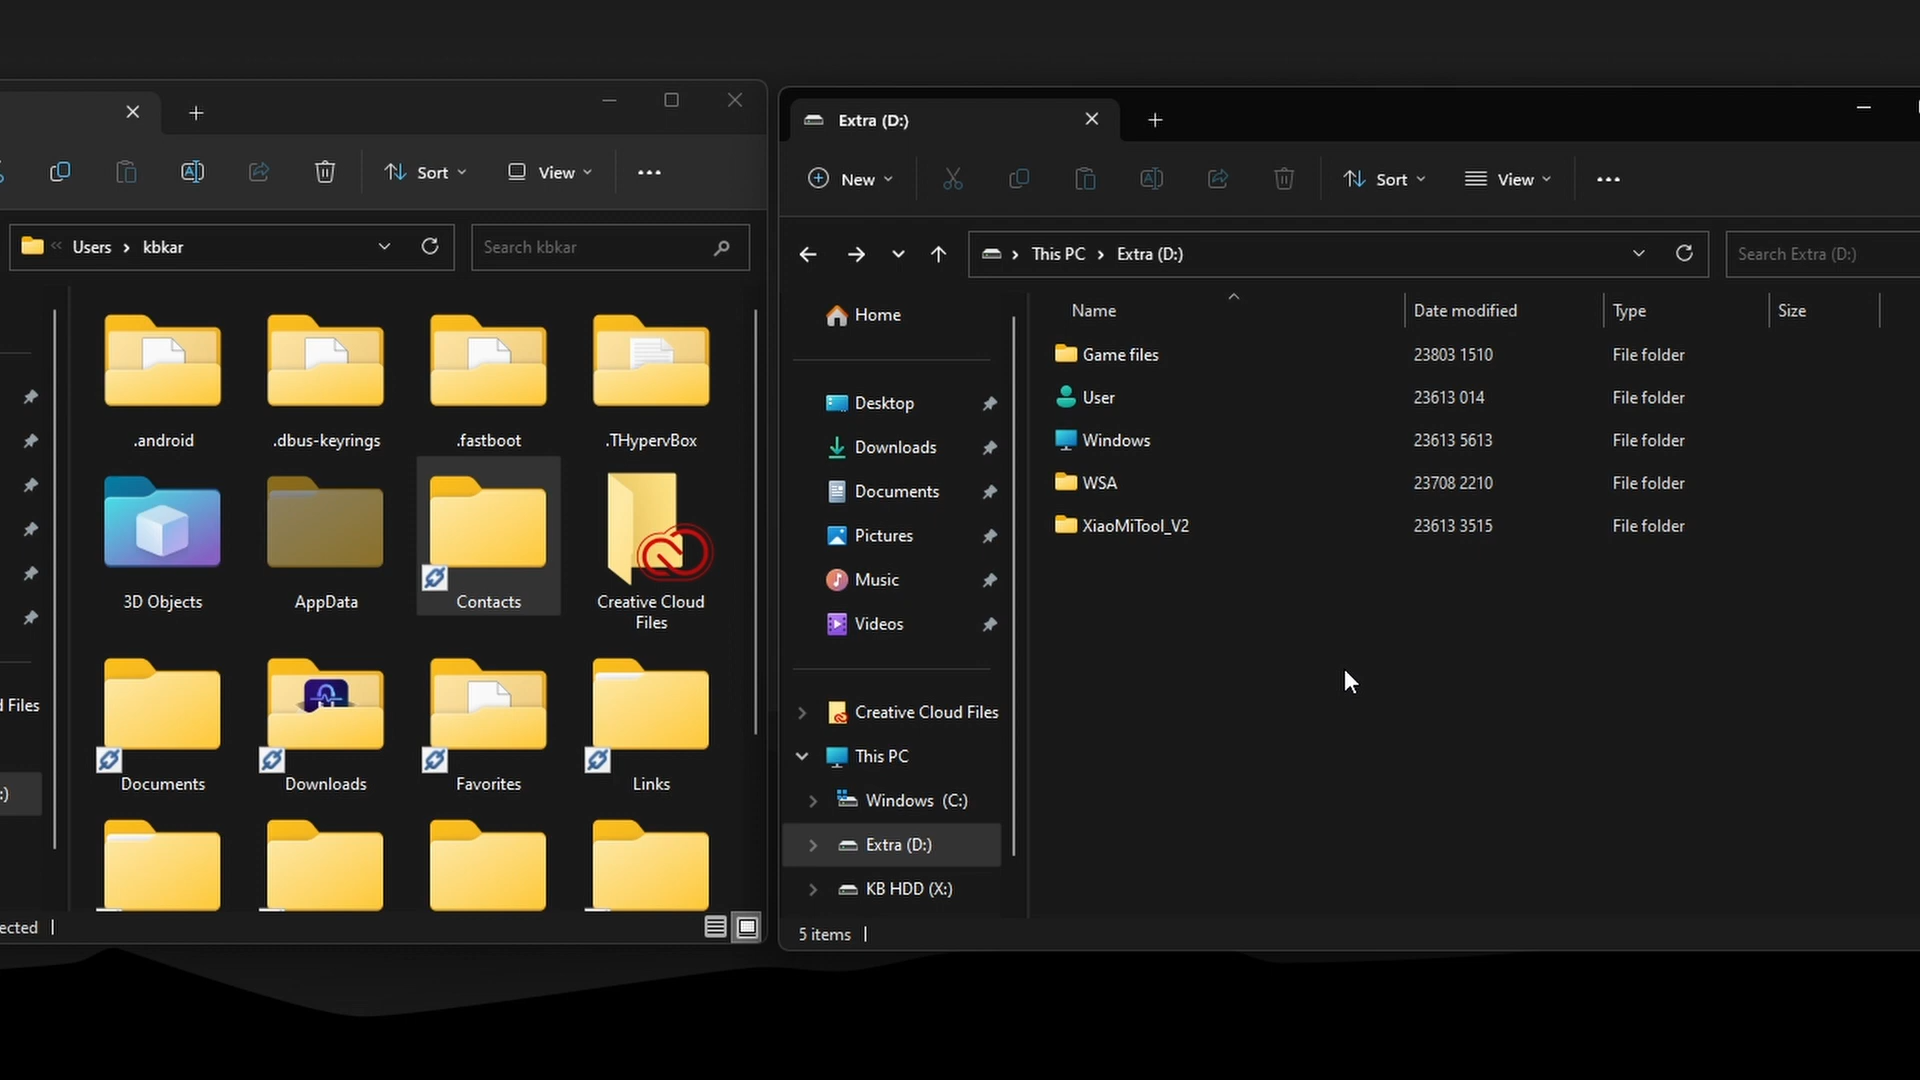 Sort
View
Users
kbkar
Search kbkar
.android
.dbus-keyrings
.fastboot
.THypervBox
3D Objects
AppData
Contacts
Creative Cloud
Files
d Files
Documents
Downloads
Favorites
Links
:)
ected
Extra (D:)
New
Sort
View
This PC
Extra (D:)
Search Extra (D:)
Home
Desktop
Downloads
Documents
Pictures
Music
Videos
Creative Cloud Files
This PC
Windows (C:)
Extra (D:)
KB HDD (X:)
Name
Date modified
Type
Size
Game files
23803 1510
File folder
User
23613 014
File folder
Windows
23613 5613
File folder
WSA
23708 2210
File folder
XiaoMiTool_V2
23613 3515
File folder
5 items